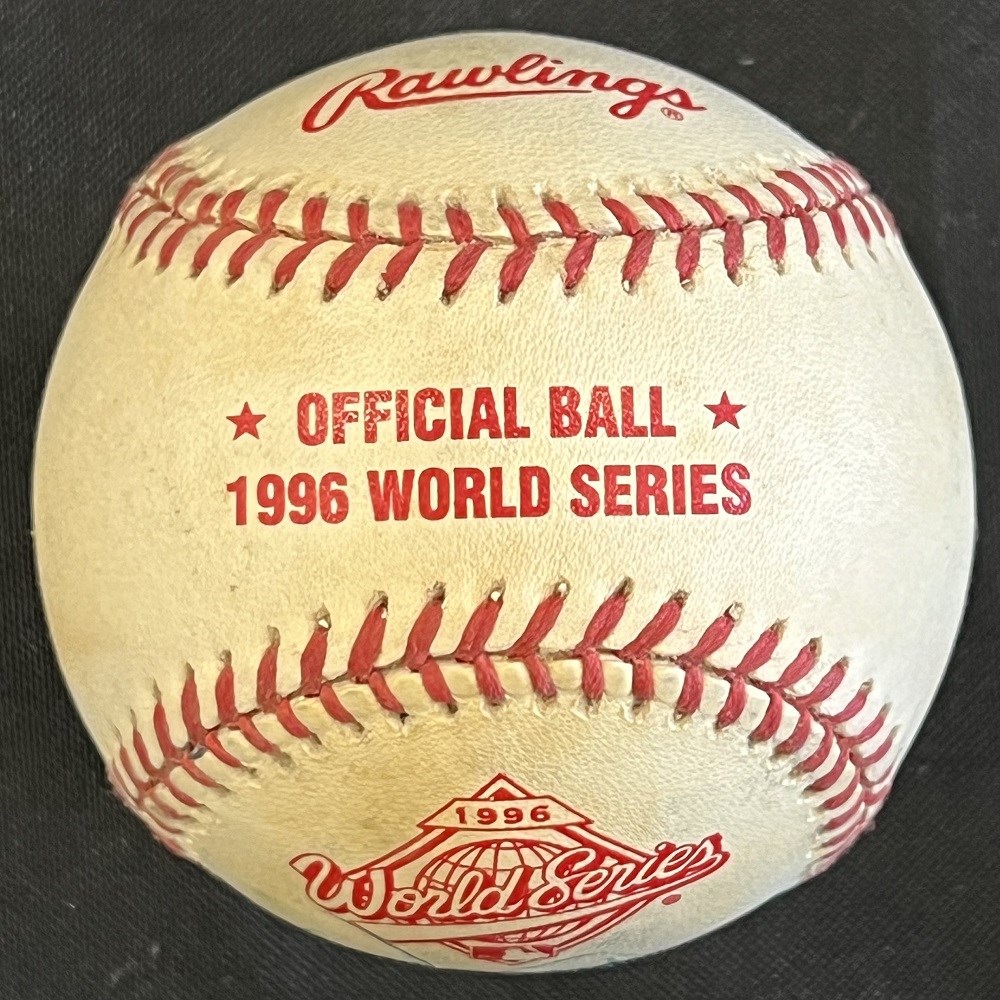 Rawlings
★ OFFICIAL BALL ★
1996 WORLD SERIES
1996
World Series